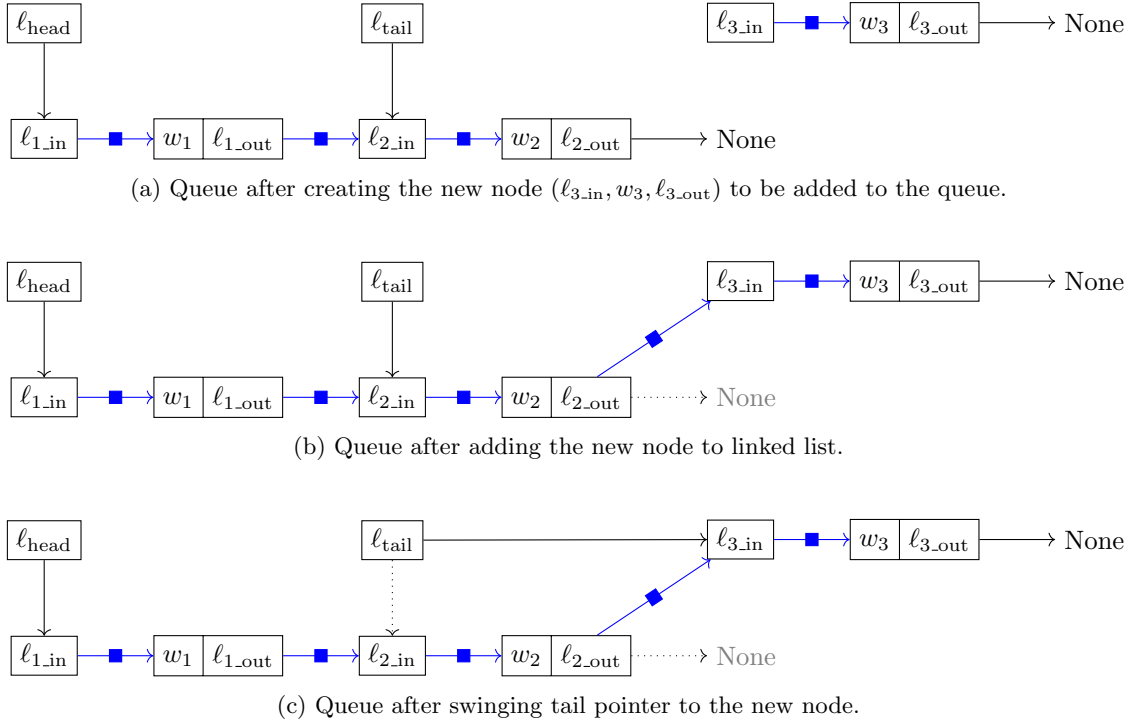 ℓhead ℓtail ℓ3_in w3 ℓ3_out None
ℓ1_in w1 ℓ1_out ℓ2_in w2 ℓ2_out None
(a) Queue after creating the new node (ℓ3_in, w3, ℓ3_out) to be added to the queue.
ℓhead ℓtail ℓ3_in w3 ℓ3_out None
ℓ1_in w1 ℓ1_out ℓ2_in w2 ℓ2_out None
(b) Queue after adding the new node to linked list.
ℓhead ℓtail ℓ3_in w3 ℓ3_out None
ℓ1_in w1 ℓ1_out ℓ2_in w2 ℓ2_out None
(c) Queue after swinging tail pointer to the new node.